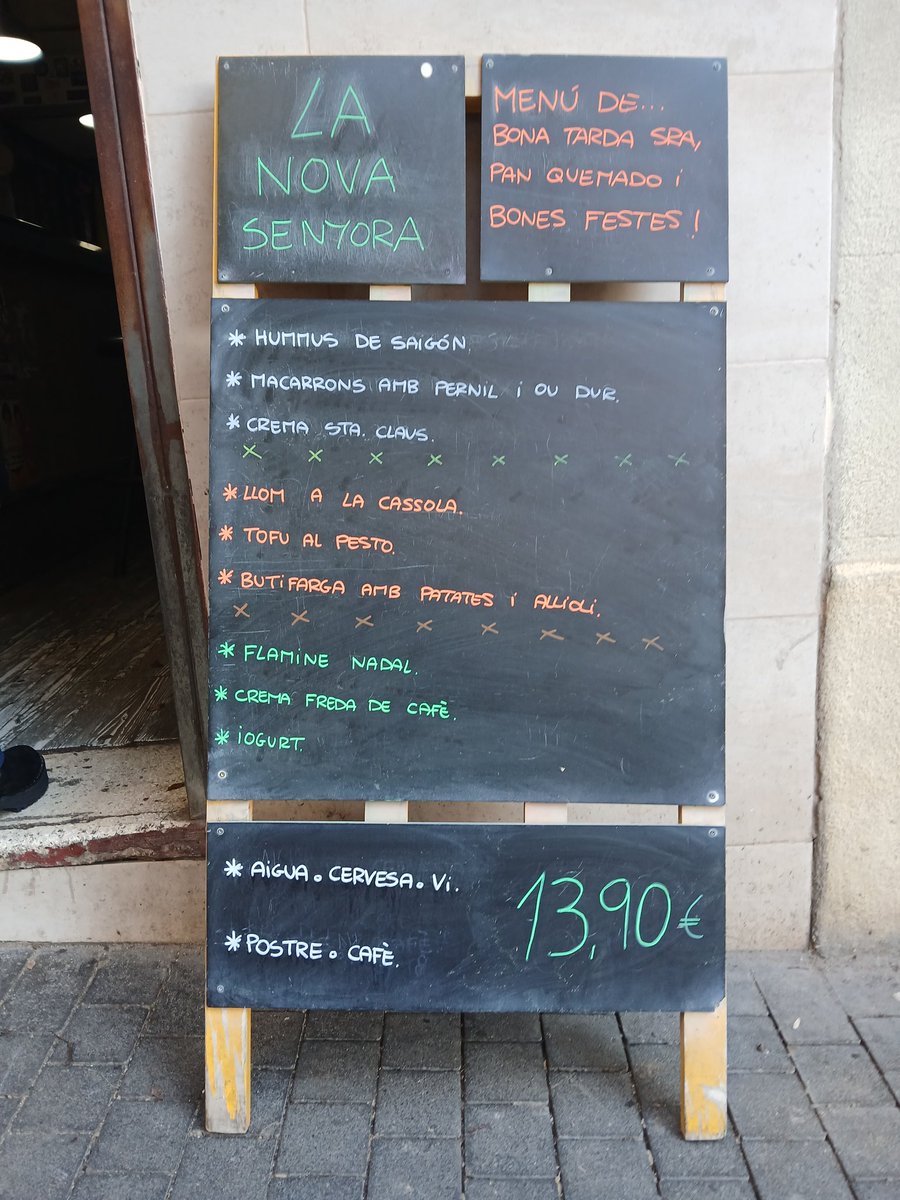 LA
NOVA
SENYORA
MENÚ DE...
BONA TARDA SRA,
PAN QUEMADO i
BONES FESTES!
* HUMMUS DE SAIGÓN.
* MACARRONS AMB PERNIL i OU DUR.
* CREMA STA. CLAUS.
x x x x x x x x
* LLOM A LA CASSOLA.
* TOFU AL PESTO.
* BUTIFARGA AMB PATATES i ALLIOLI.
x x x x x x x x
* FLAMINE NADAL.
* CREMA FREDA DE CAFÈ.
* iOGURT.
* AIGUA. CERVESA. Vi.
13,90€
* POSTRE o CAFÈ.